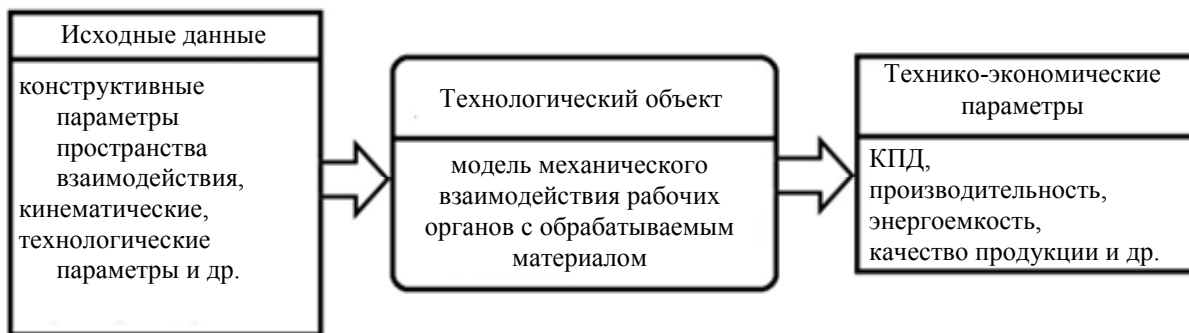 Исходные данные
конструктивные
параметры
пространства
взаимодействия,
кинематические,
технологические
параметры и др.
Технологический объект
модель механического
взаимодействия рабочих
органов с обрабатываемым
материалом
Технико-экономические
параметры
КПД,
производительность,
энергоемкость,
качество продукции и др.